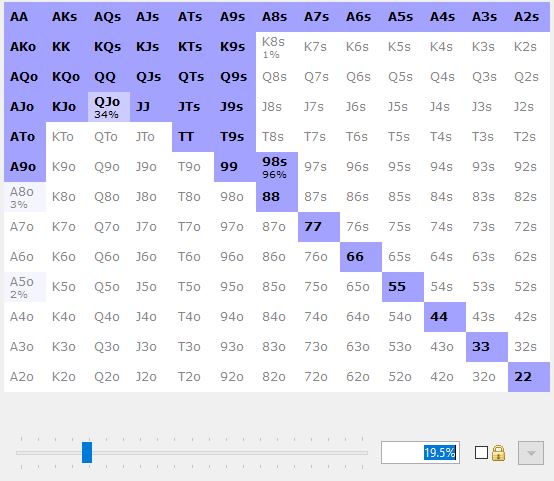 AA AKs AQs AJs ATs A9s A8s A7s A6s A5s A4s A3s A2s
AKo KK KQs KJs KTs K9s K8s K7s K6s K5s K4s K3s K2s
1%
AQo KQo QQ QJs QTs Q9s Q8s Q7s Q6s Q5s Q4s Q3s Q2s
AJo KJo QJo JJ JTs J9s J8s J7s J6s J5s J4s J3s J2s
34%
ATo KTo QTo JTo TT T9s T8s T7s T6s T5s T4s T3s T2s
A9o K9o Q9o J9o T9o 99 98s 97s 96s 95s 94s 93s 92s
96%
A8o K8o Q8o J8o T8o 98o 88 87s 86s 85s 84s 83s 82s
3%
A7o K7o Q7o J7o T7o 97o 87o 77 76s 75s 74s 73s 72s
A6o K6o Q6o J6o T6o 96o 86o 76o 66 65s 64s 63s 62s
A5o K5o Q5o J5o T5o 95o 85o 75o 65o 55 54s 53s 52s
2%
A4o K4o Q4o J4o T4o 94o 84o 74o 64o 54o 44 43s 42s
A3o K3o Q3o J3o T3o 93o 83o 73o 63o 53o 43o 33 32s
A2o K2o Q2o J2o T2o 92o 82o 72o 62o 52o 42o 32o 22
19.5%